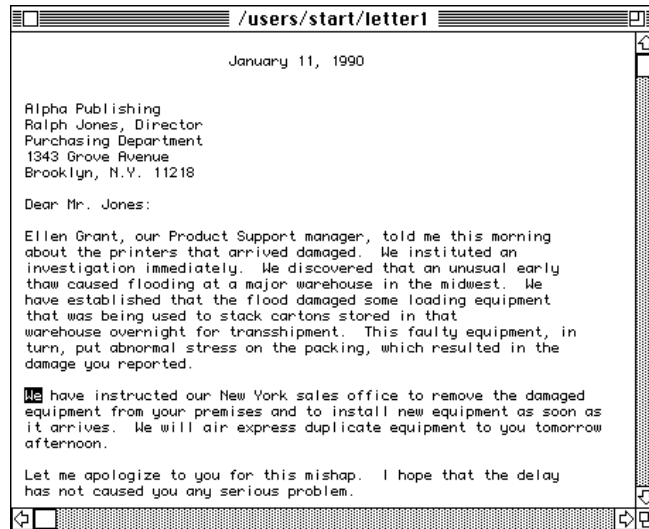 /users/start/letter1
January 11, 1990
Alpha Publishing
Ralph Jones, Director
Purchasing Department
1343 Grove Avenue
Brooklyn, N.Y. 11218
Dear Mr. Jones:
Ellen Grant, our Product Support manager, told me this morning
about the printers that arrived damaged.  We instituted an
investigation immediately.  We discovered that an unusual early
thaw caused flooding at a major warehouse in the midwest.  We
have established that the flood damaged some loading equipment
that was being used to stack cartons stored in that
warehouse overnight for transshipment.  This faulty equipment, in
turn, put abnormal stress on the packing, which resulted in the
damage you reported.
We have instructed our New York sales office to remove the damaged
equipment from your premises and to install new equipment as soon as
it arrives.  We will air express duplicate equipment to you tomorrow
afternoon.
Let me apologize to you for this mishap.  I hope that the delay
has not caused you any serious problem.